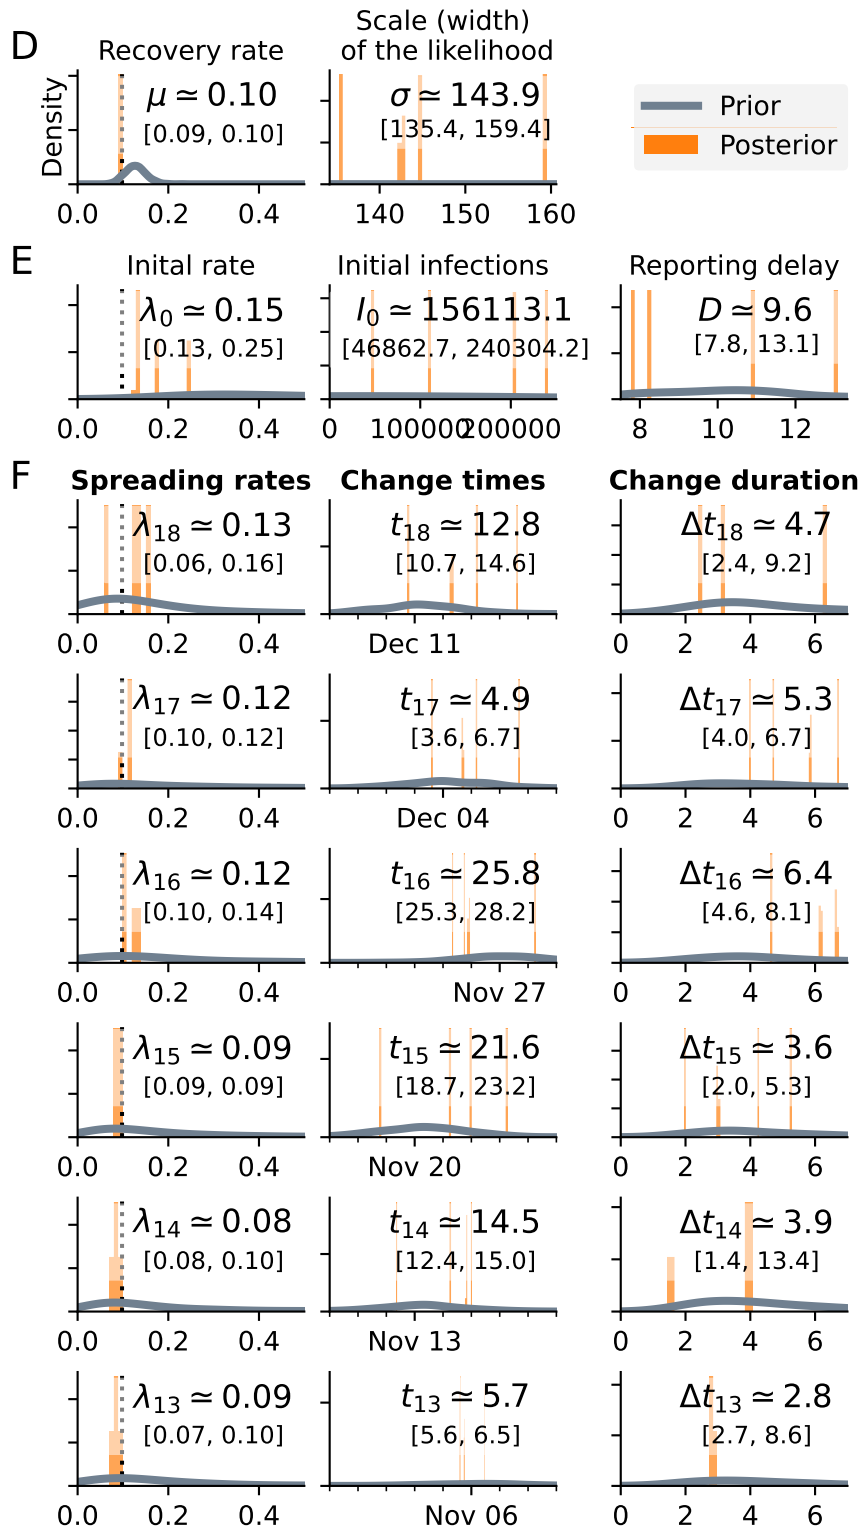 D
Recovery rate
Scale (width)
of the likelihood
Density
μ ≃ 0.10
[0.09, 0.10]
σ ≃ 143.9
[135.4, 159.4]
Prior
Posterior
0.0 0.2 0.4
140 150 160
E
Inital rate
Initial infections
Reporting delay
λ0 ≃ 0.15
[0.13, 0.25]
I0 ≃ 156113.1
[46862.7, 240304.2]
D ≃ 9.6
[7.8, 13.1]
0.0 0.2 0.4
0 100000 200000
8 10 12
F
Spreading rates
Change times
Change duration
λ18 ≃ 0.13
[0.06, 0.16]
t18 ≃ 12.8
[10.7, 14.6]
Δt18 ≃ 4.7
[2.4, 9.2]
0.0 0.2 0.4
Dec 11
0 2 4 6
λ17 ≃ 0.12
[0.10, 0.12]
t17 ≃ 4.9
[3.6, 6.7]
Δt17 ≃ 5.3
[4.0, 6.7]
0.0 0.2 0.4
Dec 04
0 2 4 6
λ16 ≃ 0.12
[0.10, 0.14]
t16 ≃ 25.8
[25.3, 28.2]
Δt16 ≃ 6.4
[4.6, 8.1]
0.0 0.2 0.4
Nov 27
0 2 4 6
λ15 ≃ 0.09
[0.09, 0.09]
t15 ≃ 21.6
[18.7, 23.2]
Δt15 ≃ 3.6
[2.0, 5.3]
0.0 0.2 0.4
Nov 20
0 2 4 6
λ14 ≃ 0.08
[0.08, 0.10]
t14 ≃ 14.5
[12.4, 15.0]
Δt14 ≃ 3.9
[1.4, 13.4]
0.0 0.2 0.4
Nov 13
0 2 4 6
λ13 ≃ 0.09
[0.07, 0.10]
t13 ≃ 5.7
[5.6, 6.5]
Δt13 ≃ 2.8
[2.7, 8.6]
0.0 0.2 0.4
Nov 06
0 2 4 6